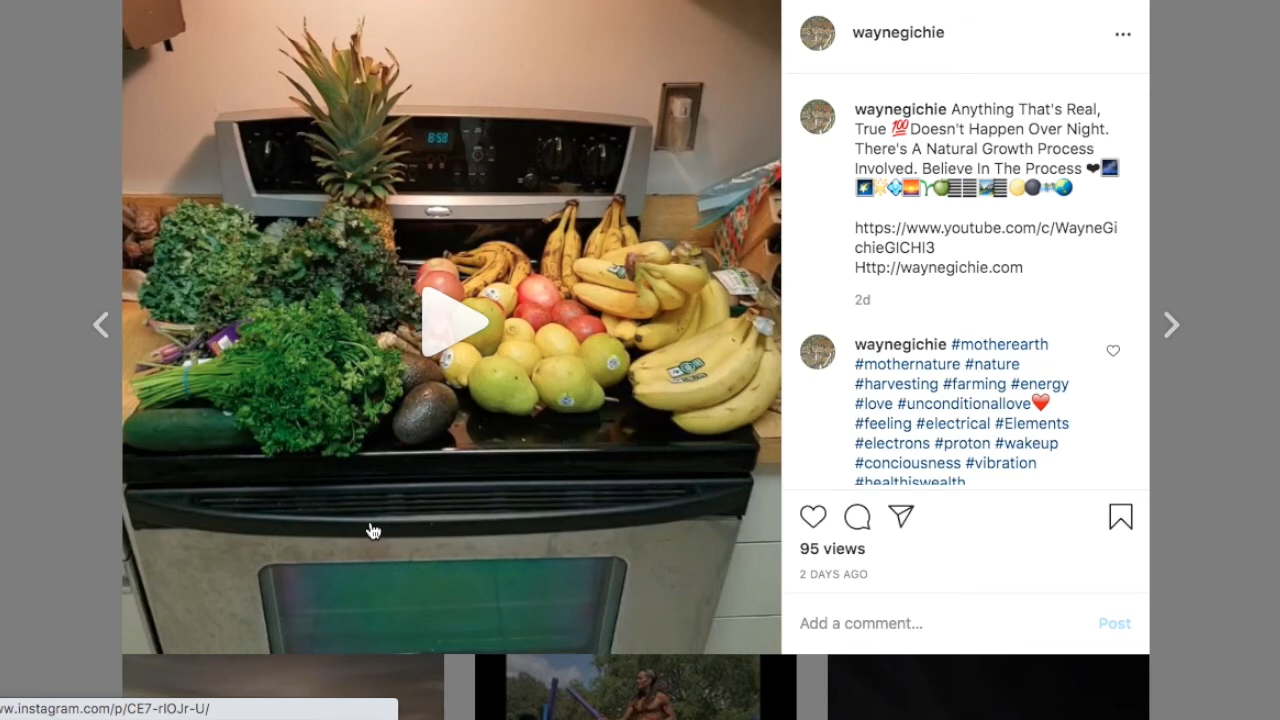 waynegichie
waynegichie Anything That's Real,
True 💯Doesn't Happen Over Night.
There's A Natural Growth Process
Involved. Believe In The Process ❤
https://www.youtube.com/c/WayneGi
chieGICHI3
Http://waynegichie.com
2d
waynegichie #motherearth
#mothernature #nature
#harvesting #farming #energy
#love #unconditionallove❤️
#feeling #electrical #Elements
#electrons #proton #wakeup
#conciousness #vibration
#healthiswealth
95 views
2 DAYS AGO
Add a comment... Post
8:58
ww.instagram.com/p/CE7-rIOJr-U/